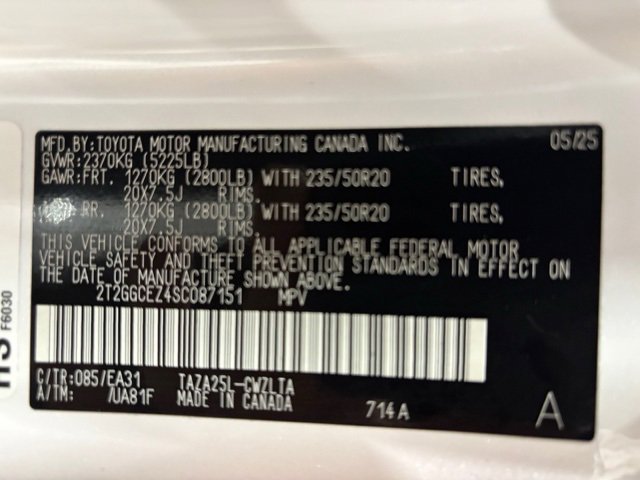 MFD.BY:TOYOTA MOTOR MANUFACTURING CANADA INC. 05/25
GVWR:2370KG (5225LB)
GAWR:FRT. 1270KG (2800LB) WITH 235/50R20 TIRES,
20X7.5J RIMS.
RR. 1270KG (2800LB) WITH 235/50R20 TIRES,
20X7.5J RIMS.
THIS VEHICLE CONFORMS TO ALL APPLICABLE FEDERAL MOTOR
VEHICLE SAFETY AND THEFT PREVENTION STANDARDS IN EFFECT ON
THE DATE OF MANUFACTURE SHOWN ABOVE.
2T2GGCEZ4SC087151 MPV
C/TR:085/EA31 TAZA25L-CWZLTA
A/TM: /UA81F MADE IN CANADA 714A A
F6030